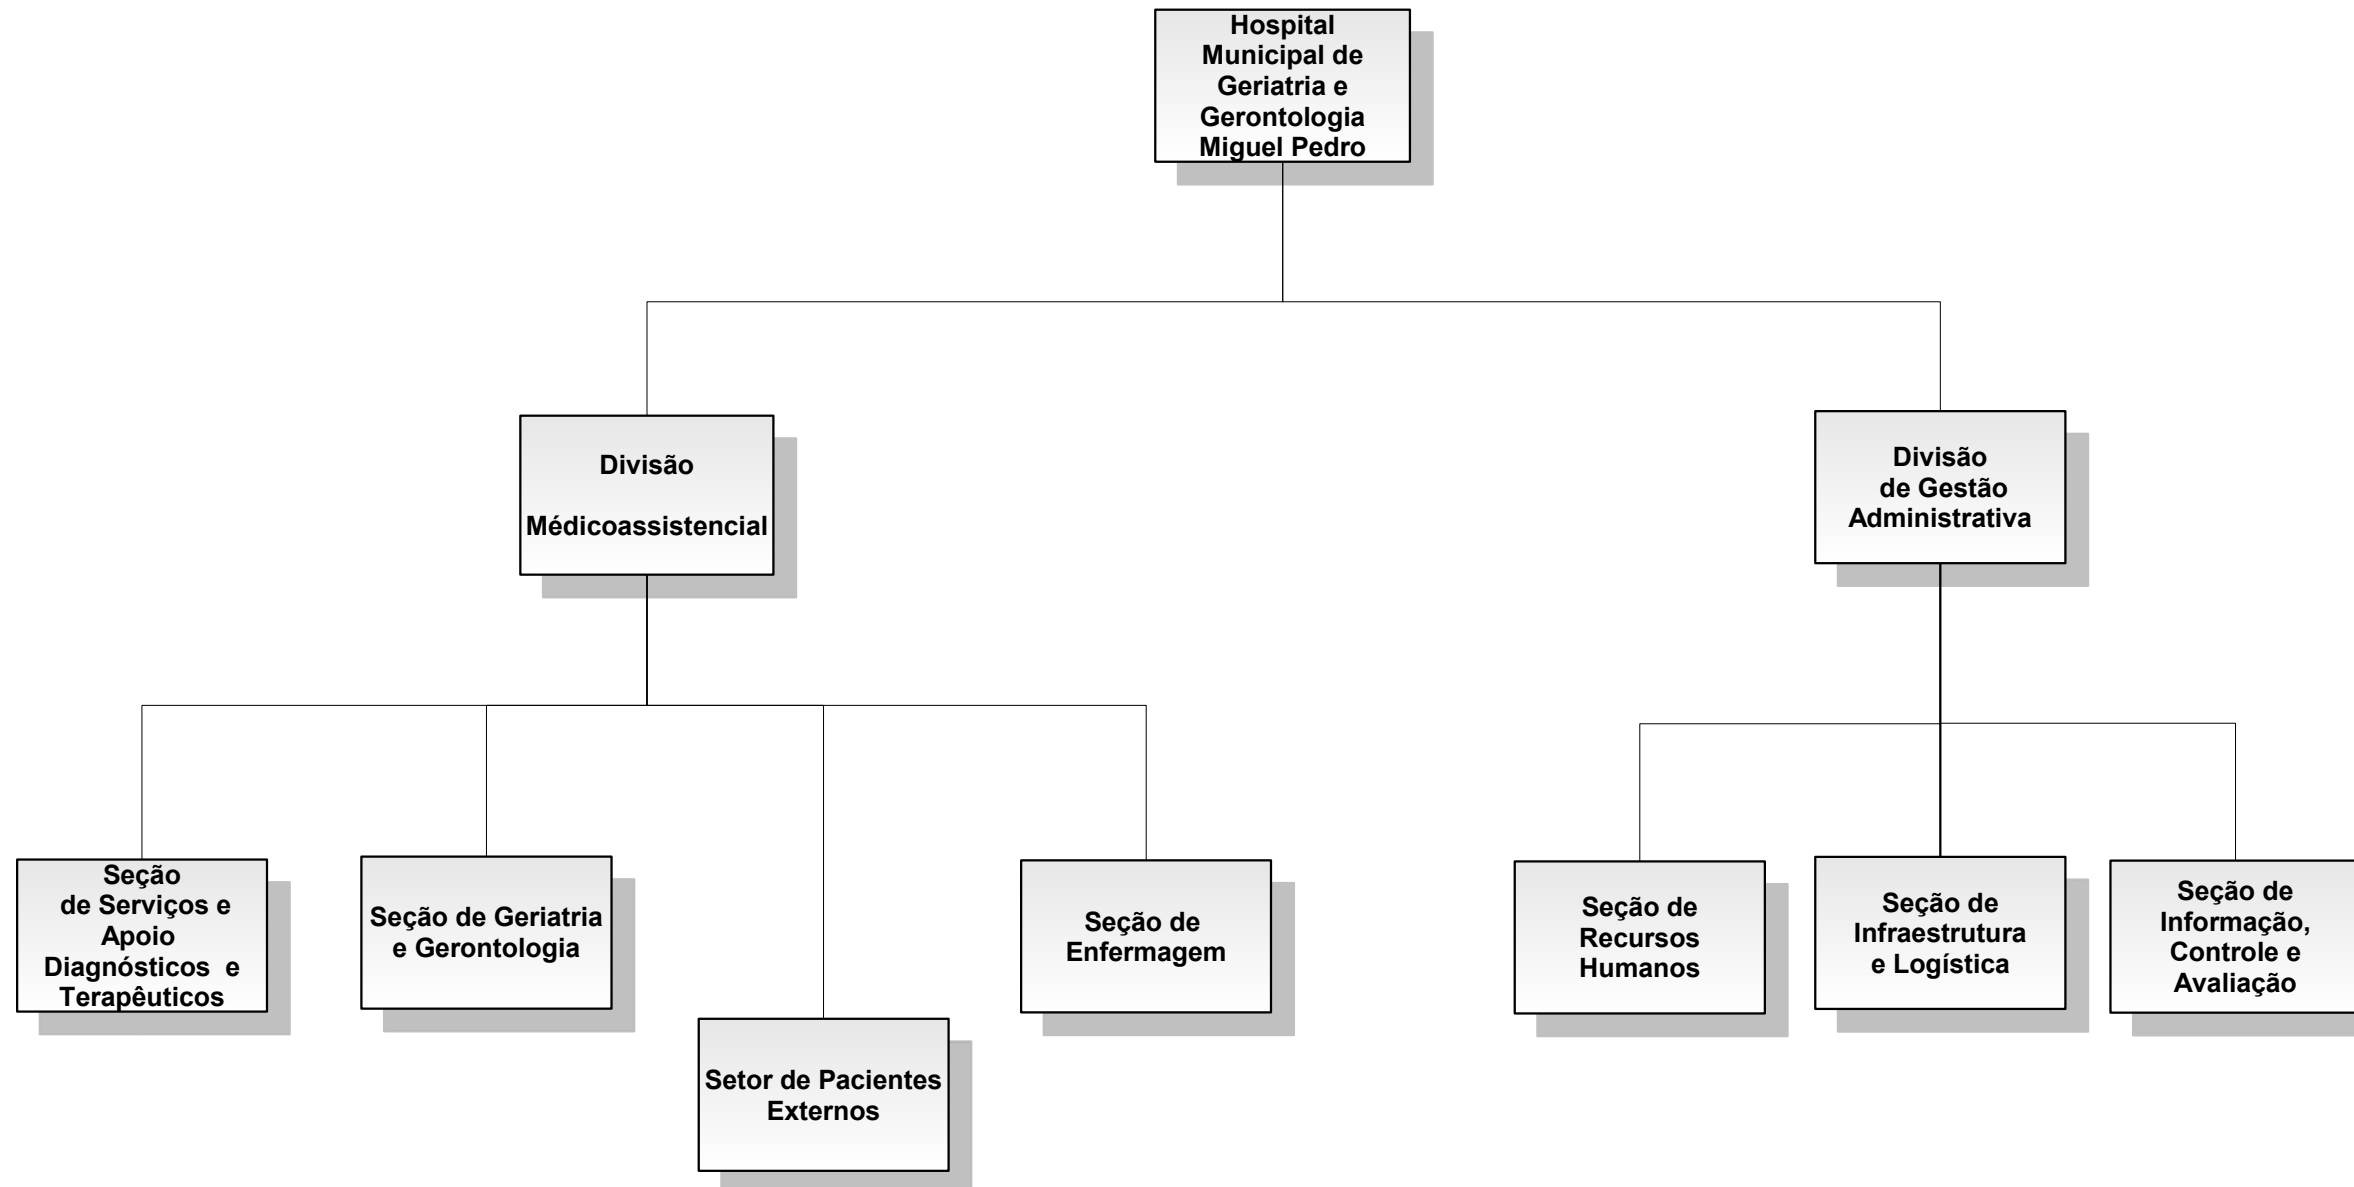 Hospital
Municipal de
Geriatria e
Gerontologia
Miguel Pedro
Divisão
Médicoassistencial
Divisão
de Gestão
Administrativa
Seção
de Serviços e
Apoio
Diagnósticos e
Terapêuticos
Seção de Geriatria
e Gerontologia
Setor de Pacientes
Externos
Seção de
Enfermagem
Seção de
Recursos
Humanos
Seção de
Infraestrutura
e Logística
Seção de
Informação,
Controle e
Avaliação